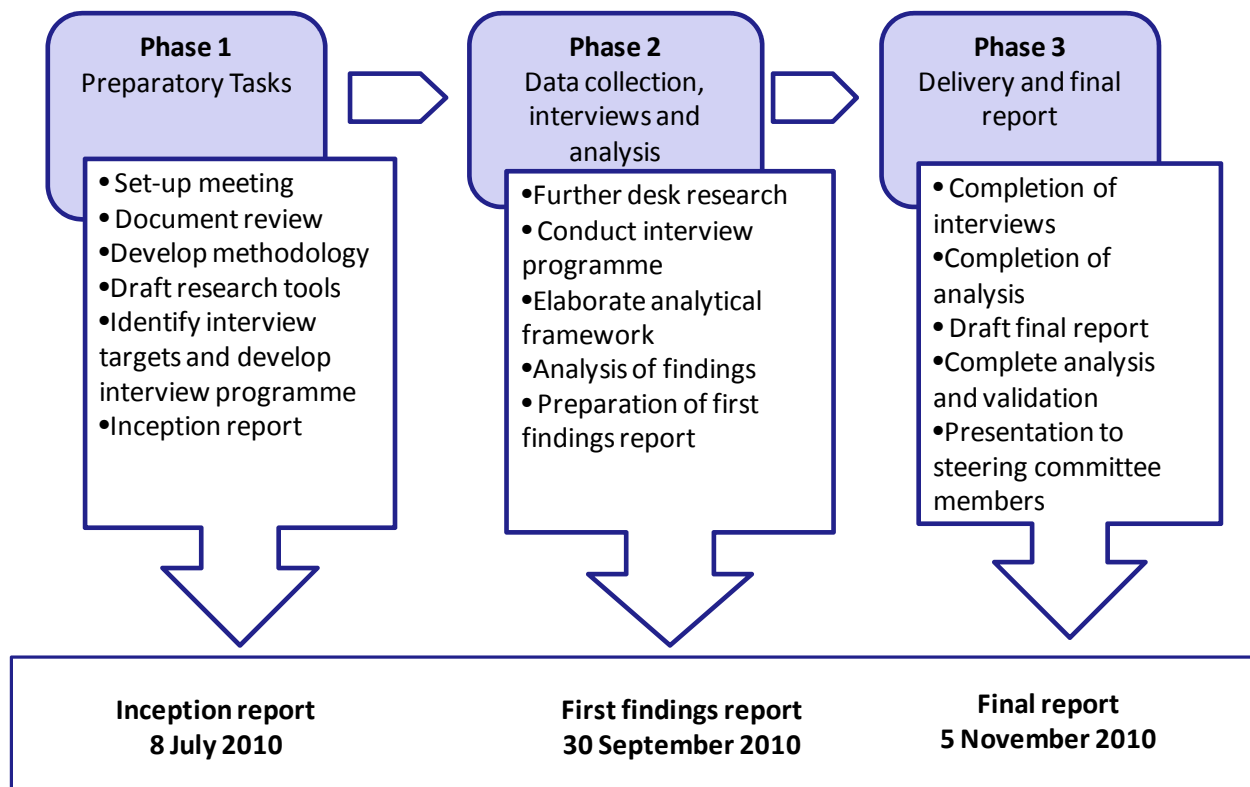 Phase 1
Preparatory Tasks
•Set-up meeting
• Document review
•Develop methodology
•Draft research tools
•Identify interview
targets and develop
interview programme
•Inception report
Phase 2
Data collection,
interviews and
analysis
•Further desk research
• Conduct interview
programme
•Elaborate analytical
framework
•Analysis of findings
• Preparation of first
findings report
Phase 3
Delivery and final
report
• Completion of
interviews
•Completion of
analysis
• Draft final report
•Complete analysis
and validation
•Presentation to
steering committee
members
Inception report
8 July 2010
First findings report
30 September 2010
Final report
5 November 2010